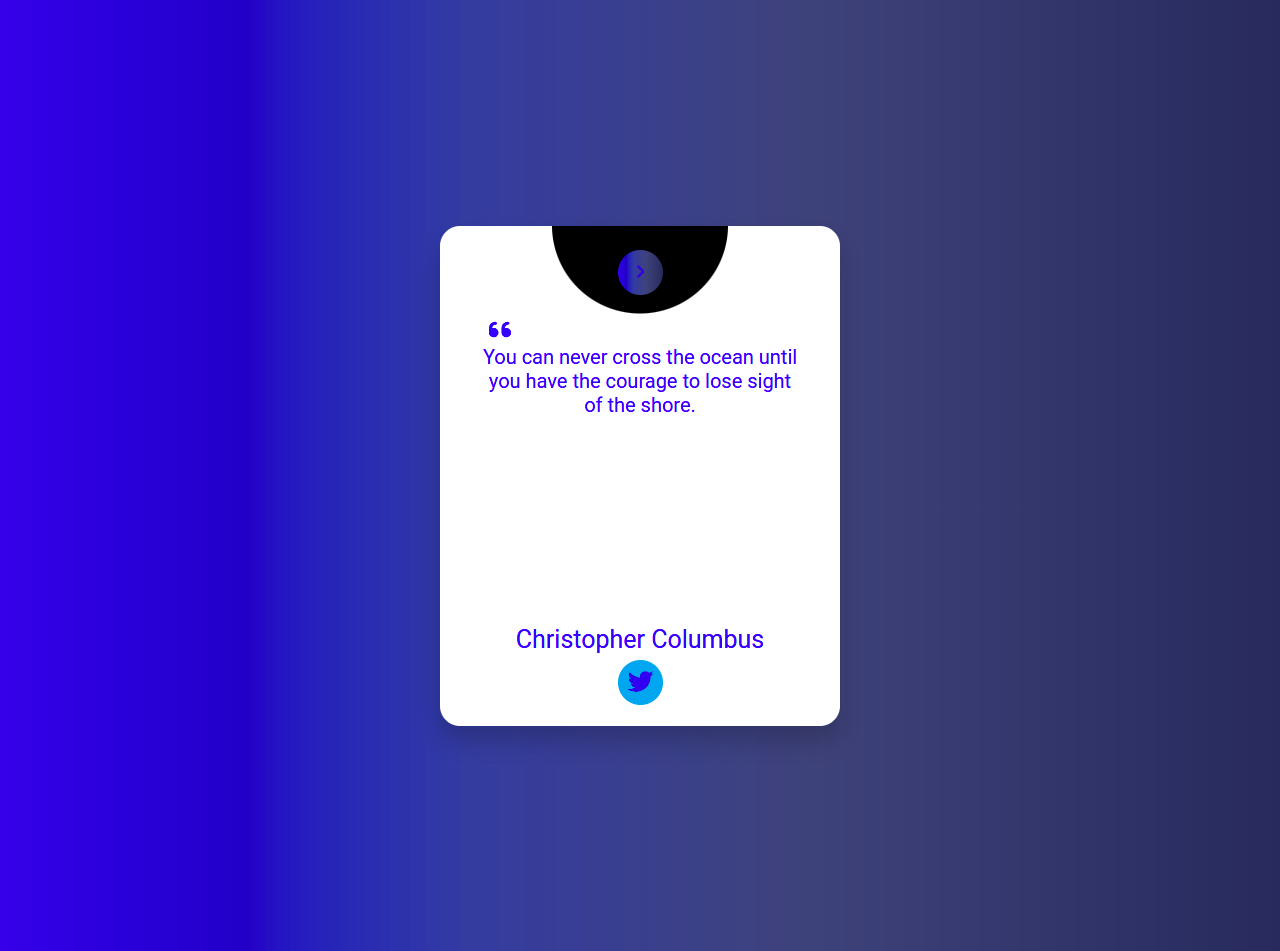 You can never cross the ocean until
you have the courage to lose sight
of the shore.
Christopher Columbus